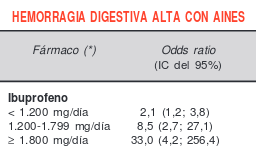 HEMORRAGIA DIGESTIVA ALTA CON AINES
Fármaco (*) Odds ratio
(IC del 95%)
Ibuprofeno
< 1.200 mg/día 2,1 (1,2; 3,8)
1.200-1.799 mg/día 8,5 (2,7; 27,1)
≥ 1.800 mg/día 33,0 (4,2; 256,4)